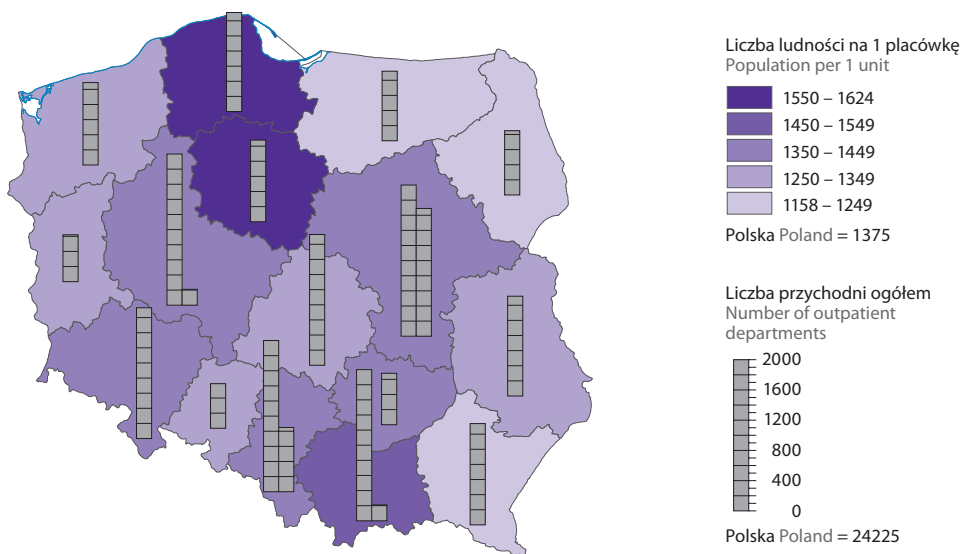 Liczba ludności na 1 placówkę
Population per 1 unit
1550 – 1624
1450 – 1549
1350 – 1449
1250 – 1349
1158 – 1249
Polska Poland = 1375
Liczba przychodni ogółem
Number of outpatient
departments
2000
1600
1200
800
400
0
Polska Poland = 24225